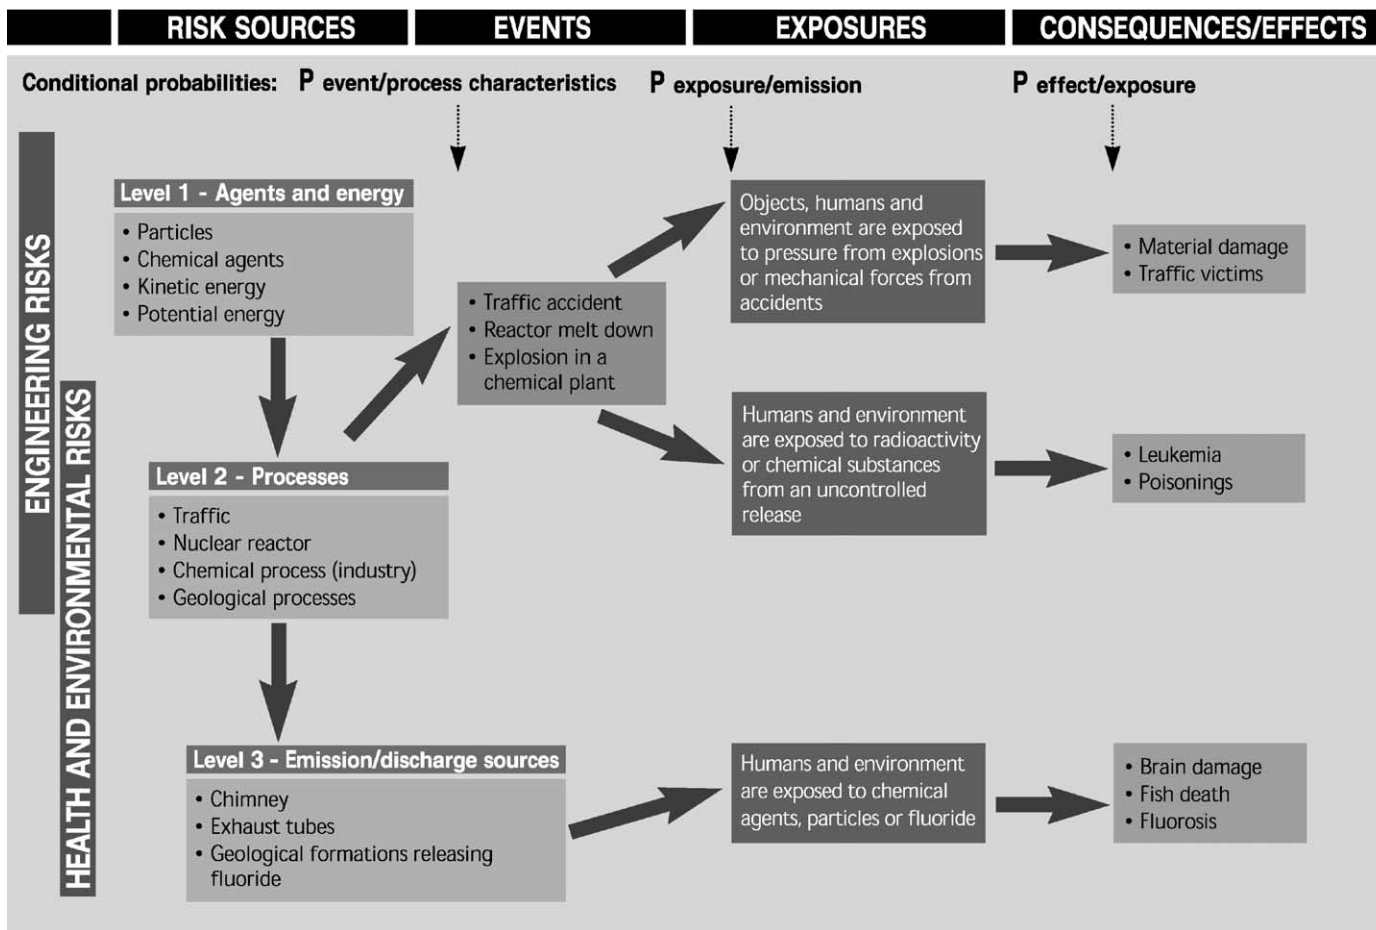 RISK SOURCES
EVENTS
EXPOSURES
CONSEQUENCES/EFFECTS
Conditional probabilities:
P event/process characteristics
P exposure/emission
P effect/exposure
ENGINEERING RISKS
HEALTH AND ENVIRONMENTAL RISKS
Level 1 - Agents and energy
• Particles
• Chemical agents
• Kinetic energy
• Potential energy
Level 2 - Processes
• Traffic
• Nuclear reactor
• Chemical process (industry)
• Geological processes
Level 3 - Emission/discharge sources
• Chimney
• Exhaust tubes
• Geological formations releasing
fluoride
• Traffic accident
• Reactor melt down
• Explosion in a
chemical plant
Objects, humans and
environment are exposed
to pressure from explosions
or mechanical forces from
accidents
Humans and environment
are exposed to radioactivity
or chemical substances
from an uncontrolled
release
Humans and environment
are exposed to chemical
agents, particles or fluoride
• Material damage
• Traffic victims
• Leukemia
• Poisonings
• Brain damage
• Fish death
• Fluorosis